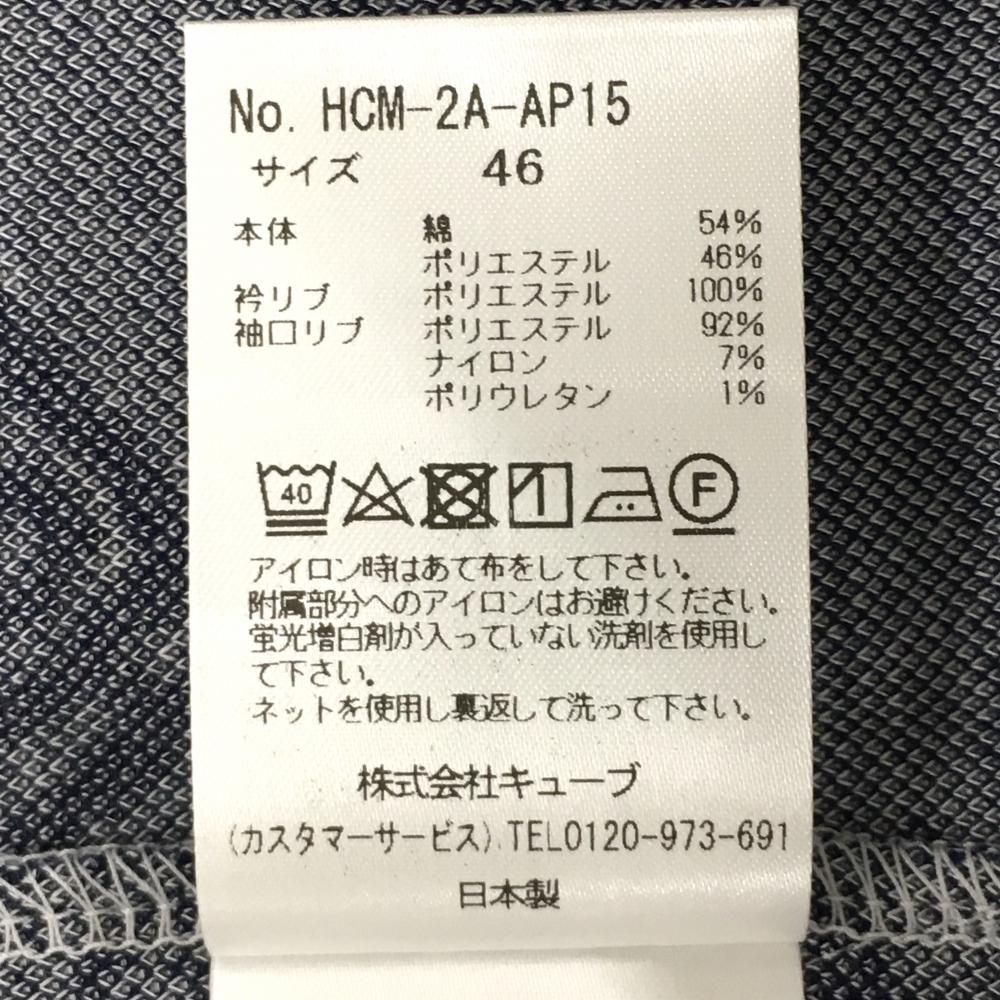 No. HCM-2A-AP15
サイズ 46
本体 綿 54%
ポリエステル 46%
衿リブ ポリエステル 100%
袖口リブ ポリエステル 92%
ナイロン 7%
ポリウレタン 1%
40 F
アイロン時はあて布をして下さい。
附属部分へのアイロンはお避けください。
蛍光増白剤が入っていない洗剤を使用し
て下さい。
ネットを使用し裏返して洗って下さい。
株式会社キューブ
(カスタマーサービス).TEL0120-973-691
日本製